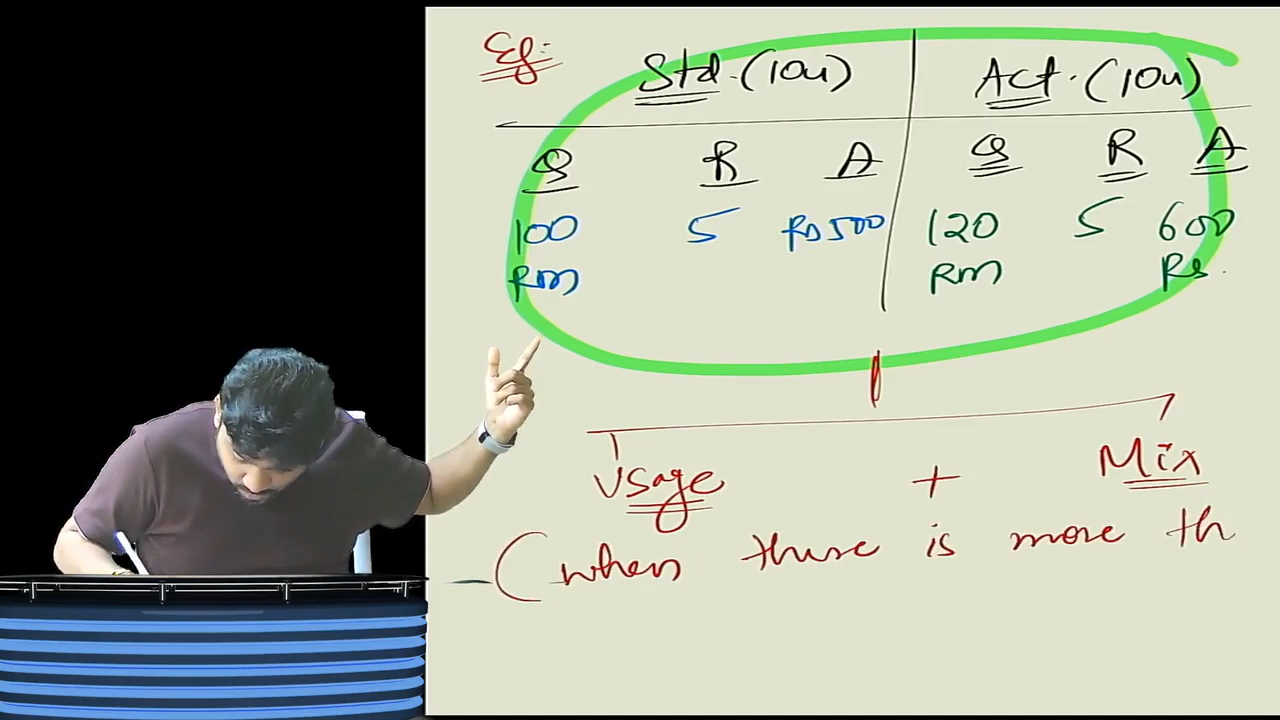 Eg:
Std. (10u) Act. (10u)
Q R A Q R A
100 5 Rs 500 120 5 600
RM RM Rs.
Usage + Mix
(when there is more th